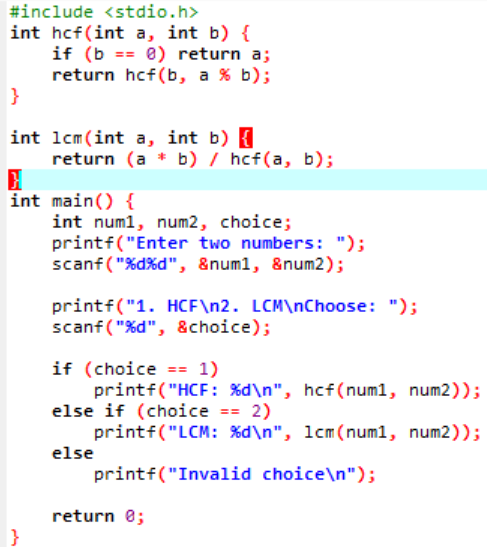 #include <stdio.h>
int hcf(int a, int b) {
    if (b == 0) return a;
    return hcf(b, a % b);
}

int lcm(int a, int b) {
    return (a * b) / hcf(a, b);
}
int main() {
    int num1, num2, choice;
    printf("Enter two numbers: ");
    scanf("%d%d", &num1, &num2);

    printf("1. HCF\n2. LCM\nChoose: ");
    scanf("%d", &choice);

    if (choice == 1)
        printf("HCF: %d\n", hcf(num1, num2));
    else if (choice == 2)
        printf("LCM: %d\n", lcm(num1, num2));
    else
        printf("Invalid choice\n");

    return 0;
}